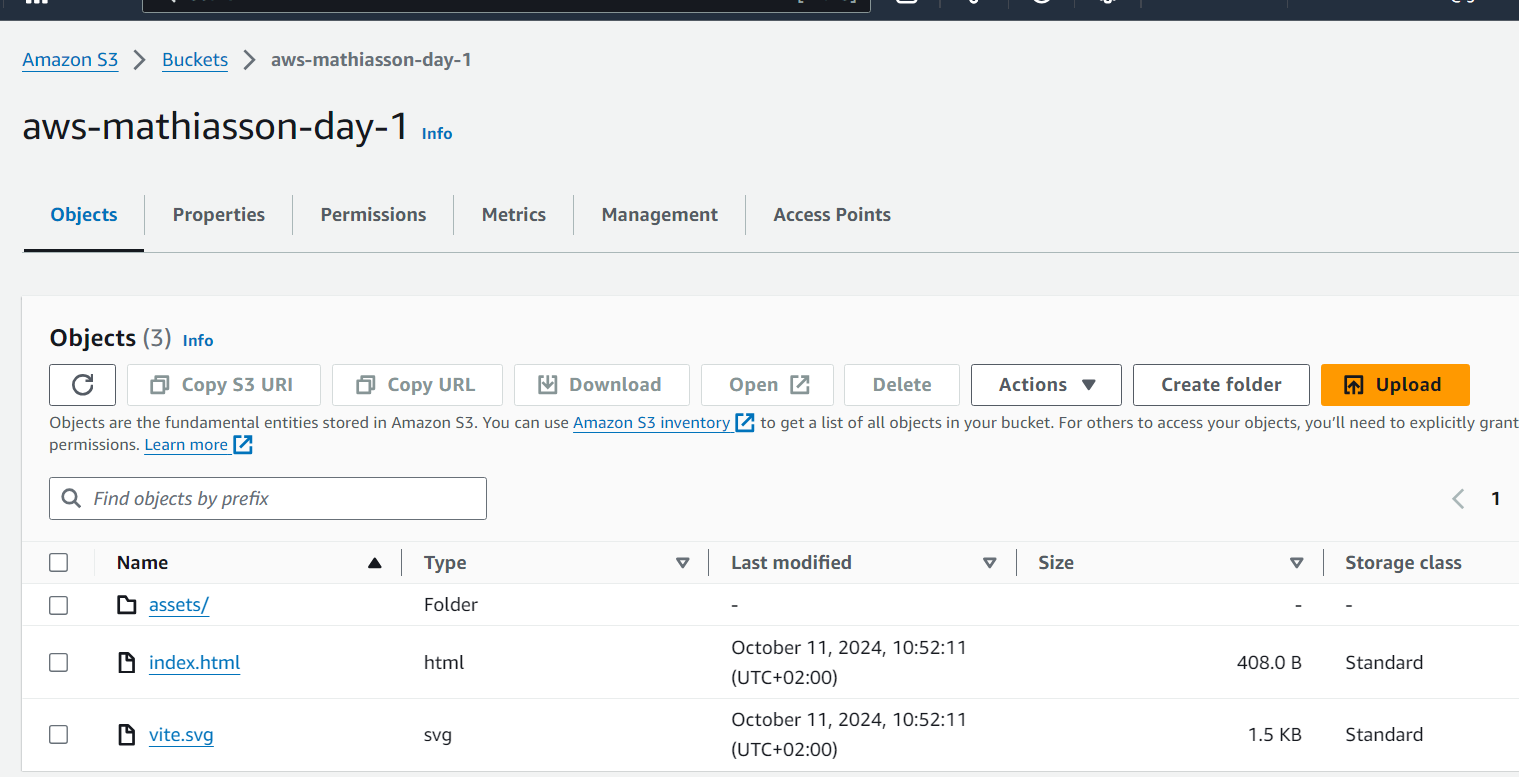 Amazon S3 > Buckets > aws-mathiasson-day-1
aws-mathiasson-day-1 Info
Objects Properties Permissions Metrics Management Access Points
Objects (3) Info
Copy S3 URI Copy URL Download Open Delete Actions Create folder Upload
Objects are the fundamental entities stored in Amazon S3. You can use Amazon S3 inventory to get a list of all objects in your bucket. For others to access your objects, you'll need to explicitly grant
permissions. Learn more
Find objects by prefix
1
Name Type Last modified Size Storage class
assets/ Folder - - -
index.html html October 11, 2024, 10:52:11 (UTC+02:00) 408.0 B Standard
vite.svg svg October 11, 2024, 10:52:11 (UTC+02:00) 1.5 KB Standard